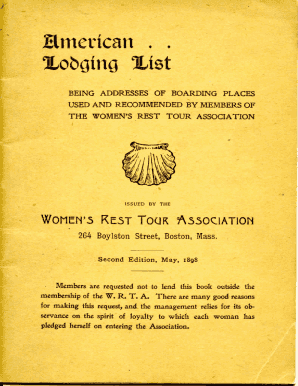 American . .
Lodging List
BEING ADDRESSES OF BOARDING PLACES
USED AND RECOMMENDED BY MEMBERS OF
THE WOMEN'S REST TOUR ASSOCIATION
ISSUED BY THE
WOMEN'S REST TOUR ASSOCIATION
264 Boylston Street, Boston, Mass.
Second Edition, May, 1898
Members are requested not to lend this book outside the
membership of the W. R. T. A. There are many good reasons
for making this request, and the management relies for its ob-
servance on the spirit of loyalty to which each woman has
pledged herself on entering the Association.